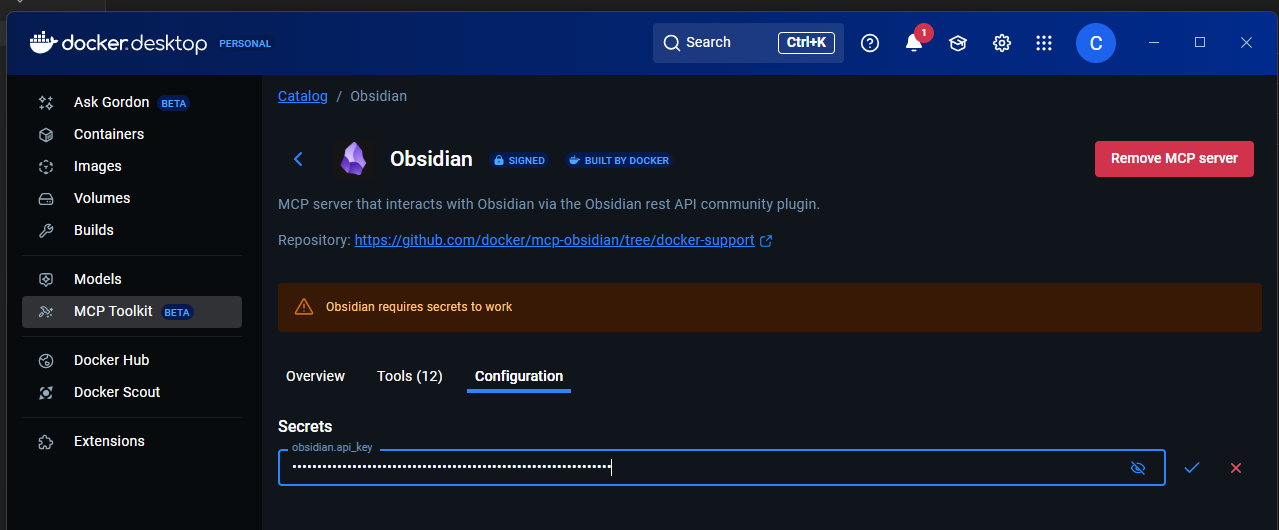 docker.desktop PERSONAL
Search Ctrl+K
1
C
Ask Gordon BETA
Containers
Images
Volumes
Builds
Models
MCP Toolkit BETA
Docker Hub
Docker Scout
Extensions
Catalog / Obsidian
Obsidian SIGNED BUILT BY DOCKER
Remove MCP server
MCP server that interacts with Obsidian via the Obsidian rest API community plugin.
Repository: https://github.com/docker/mcp-obsidian/tree/docker-support
Obsidian requires secrets to work
Overview Tools (12) Configuration
Secrets
obsidian.api_key